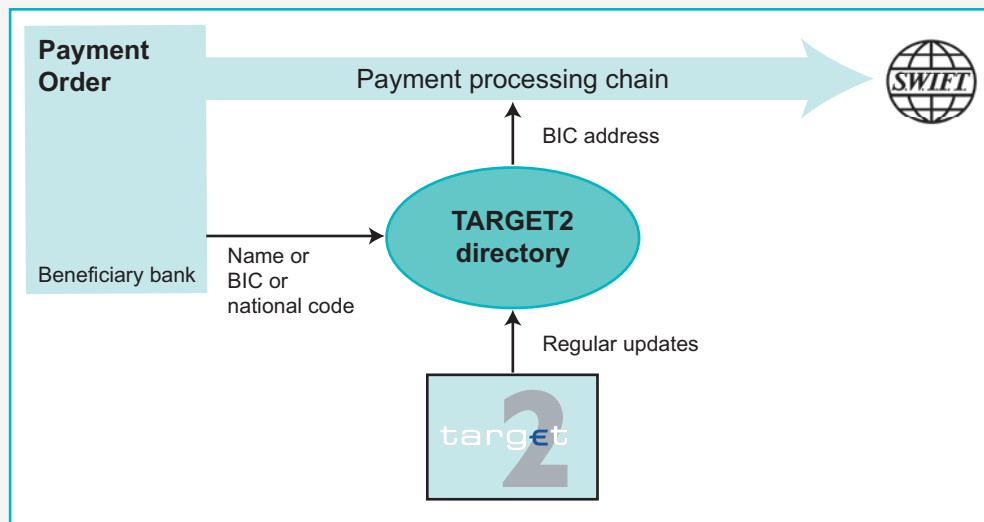 Payment
Order
Payment processing chain
S.W.I.F.T.
BIC address
TARGET2
directory
Name or
BIC or
national code
Beneficiary bank
Regular updates
target
2